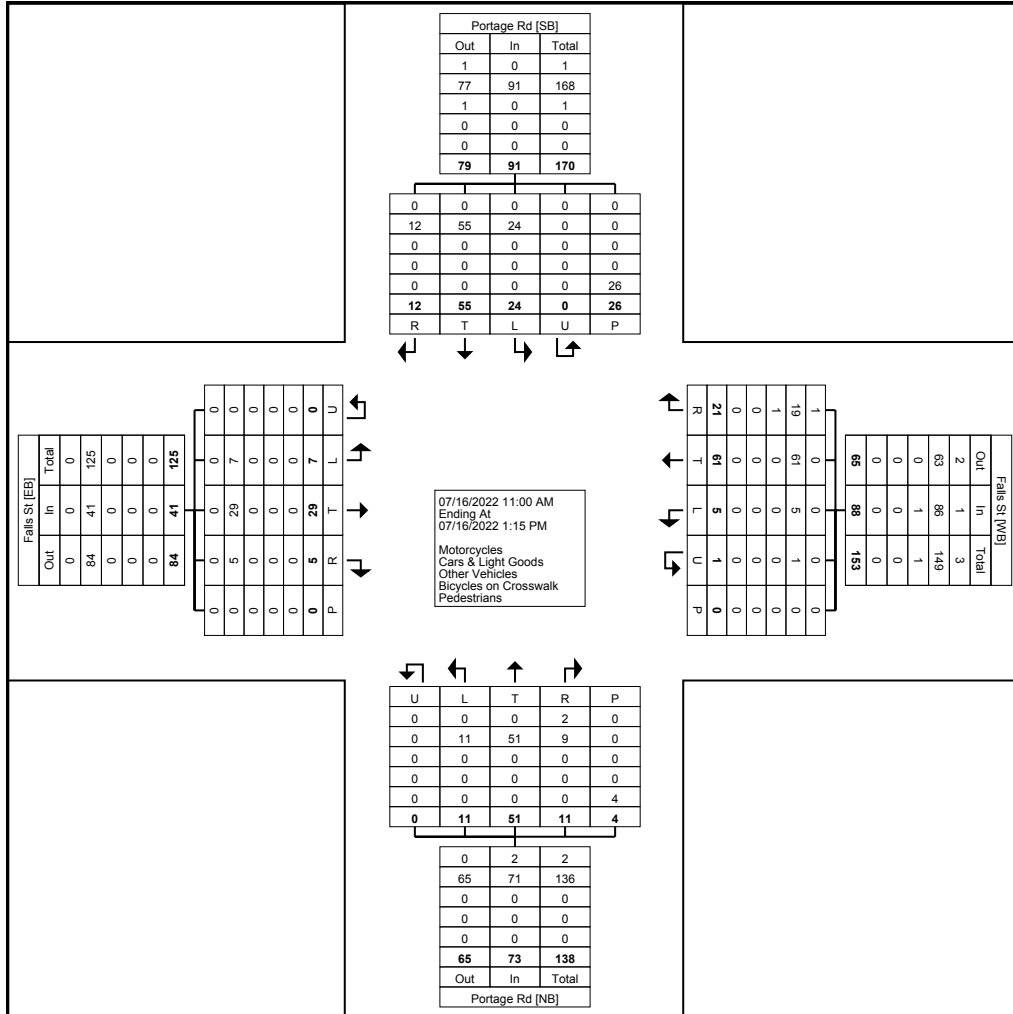 Portage Rd [SB]
Out In Total
1 0 1
77 91 168
1 0 1
0 0 0
0 0 0
79 91 170
0 0 0 0 0
12 55 24 0 0
0 0 0 0 0
0 0 0 0 0
0 0 0 0 26
12 55 24 0 26
R T L U P
Falls St [EB]
Total In Out
0 0 0
125 41 84
0 0 0
0 0 0
0 0 0
125 41 84
0 0 0 0 0
0 7 29 5 0
0 0 0 0 0
0 0 0 0 0
0 0 0 0 0
0 7 29 5 0
U L T R P
07/16/2022 11:00 AM
Ending At
07/16/2022 1:15 PM
Motorcycles
Cars & Light Goods
Other Vehicles
Bicycles on Crosswalk
Pedestrians
Falls St [WB]
Out In Total
2 1 3
63 86 149
0 1 1
0 0 0
0 0 0
65 88 153
1 0 0 0 0
19 61 5 1 0
1 0 0 0 0
0 0 0 0 0
0 0 0 0 0
21 61 5 1 0
R T L U P
U L T R P
0 0 0 2 0
0 11 51 9 0
0 0 0 0 0
0 0 0 0 0
0 0 0 0 4
0 11 51 11 4
0 2 2
65 71 136
0 0 0
0 0 0
0 0 0
65 73 138
Out In Total
Portage Rd [NB]